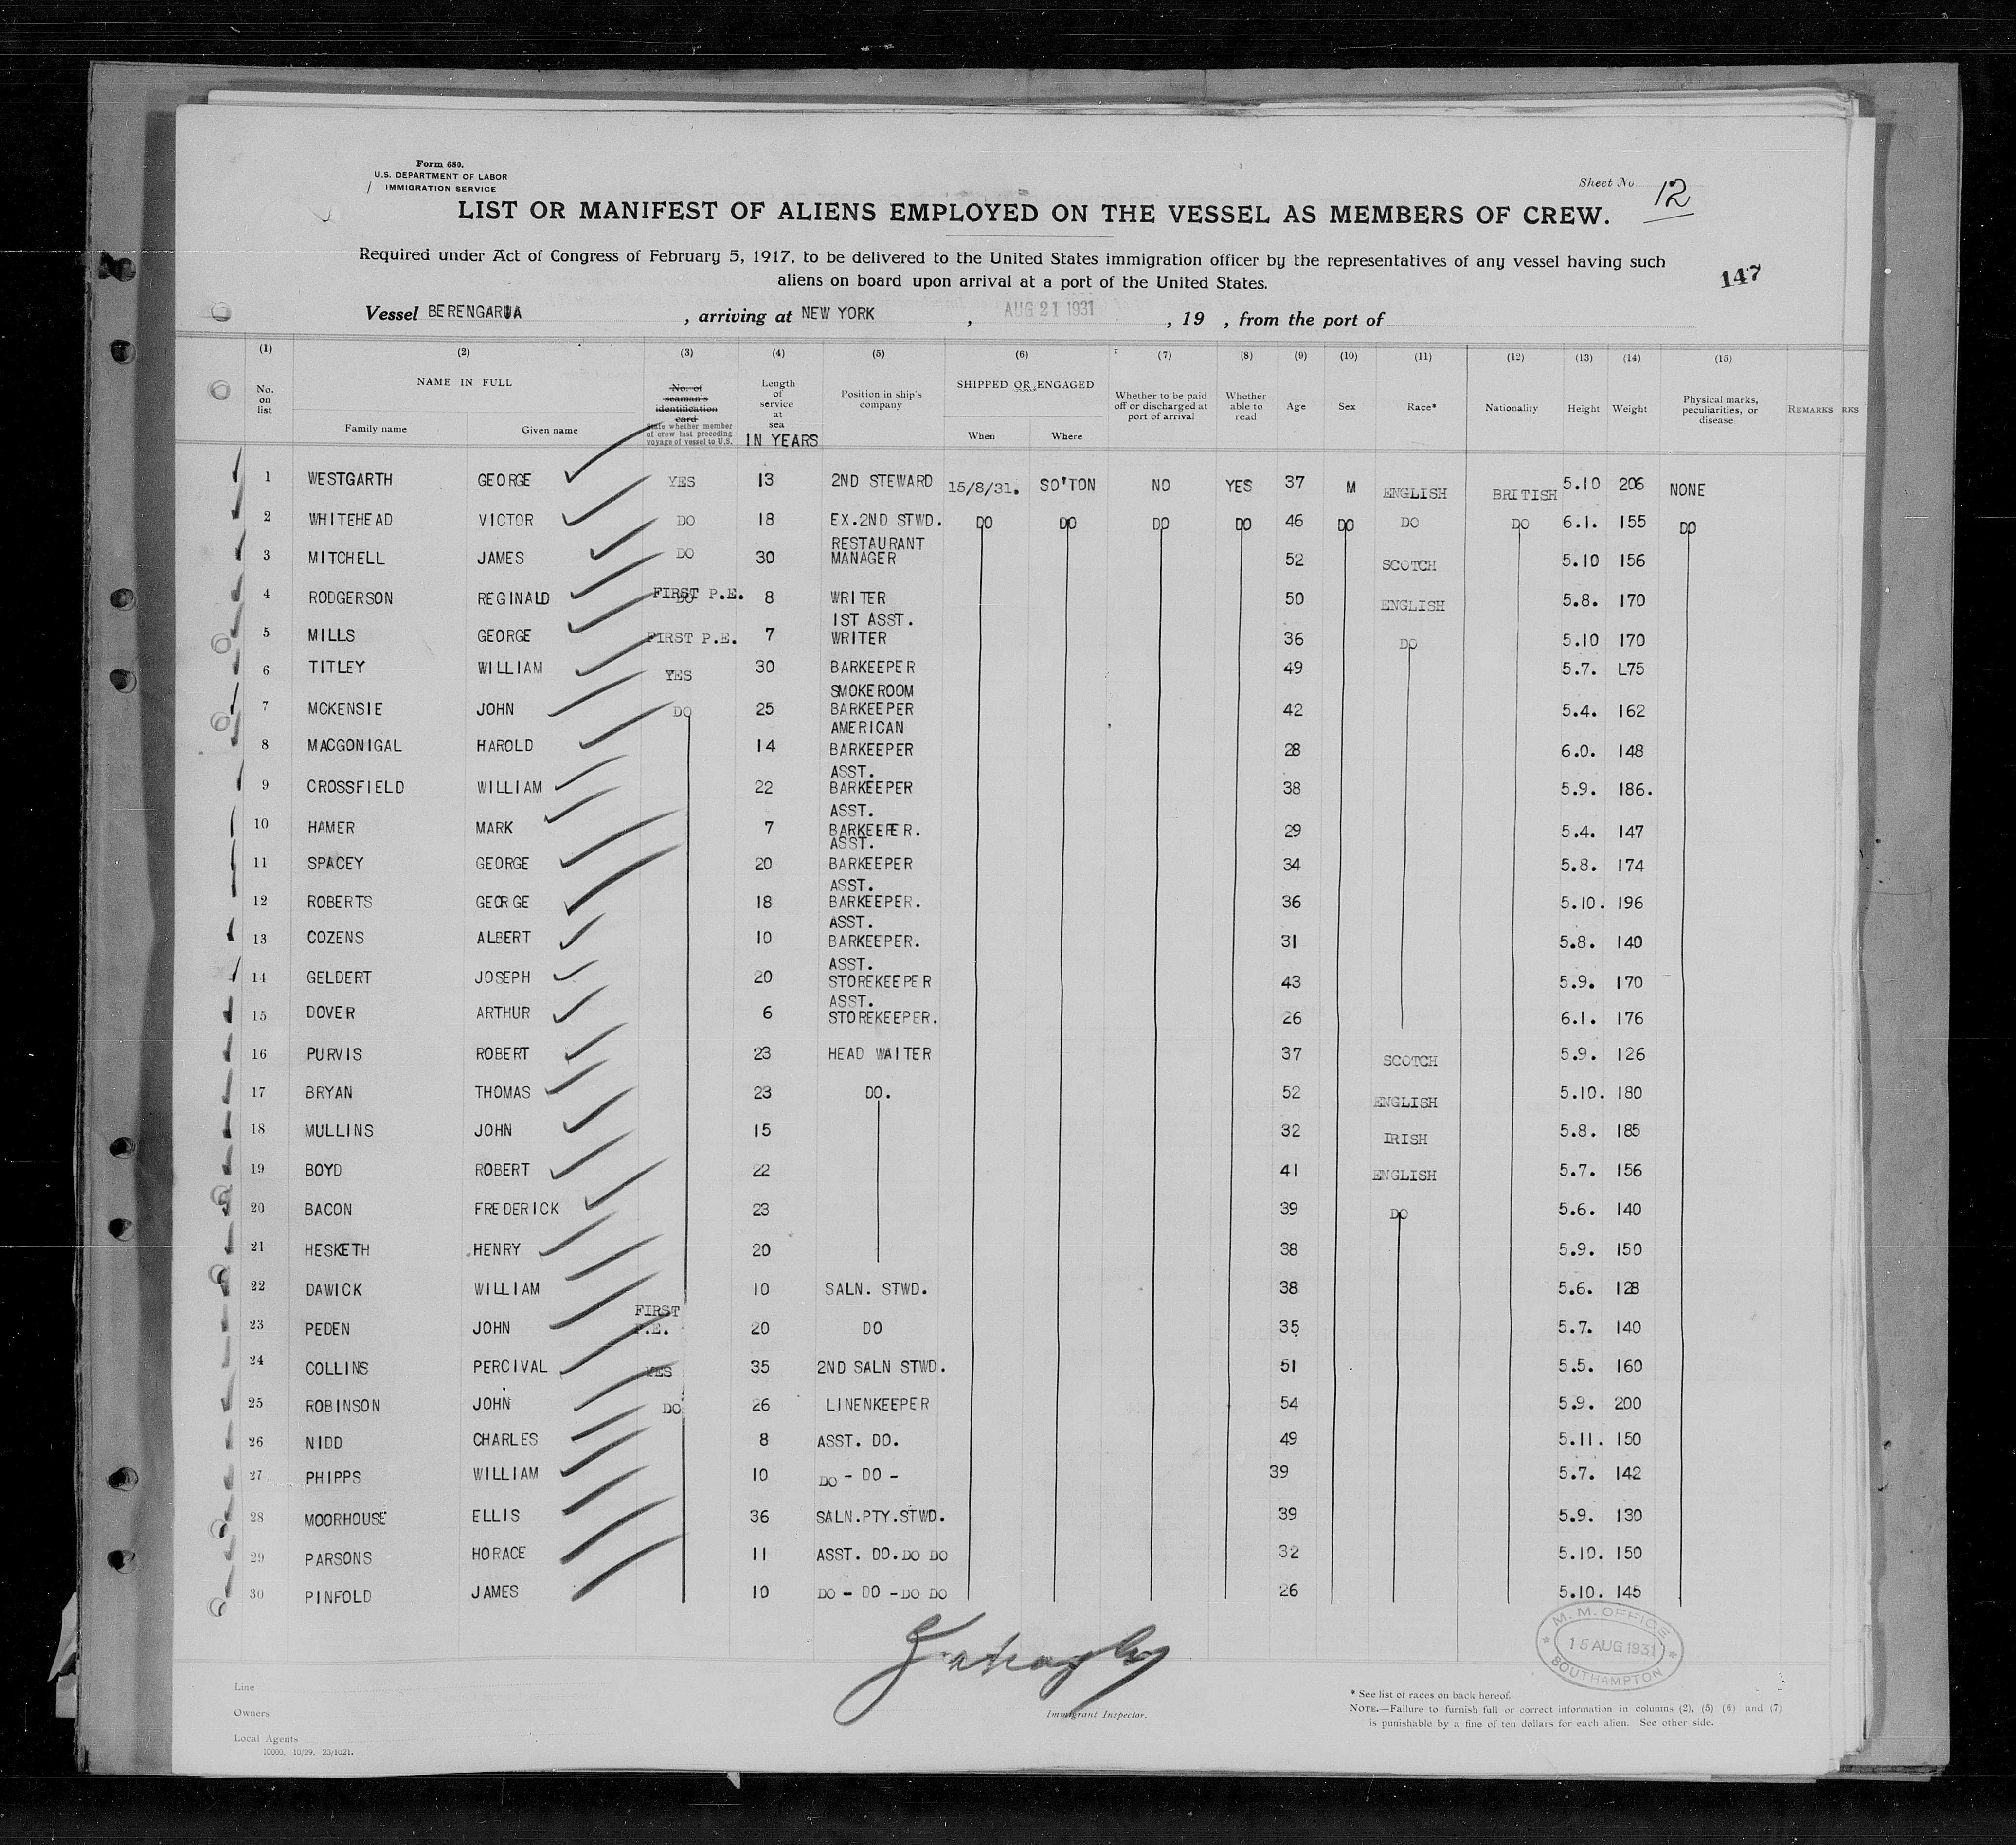 Form 680.
U.S. DEPARTMENT OF LABOR
IMMIGRATION SERVICE
Sheet No. 12
LIST OR MANIFEST OF ALIENS EMPLOYED ON THE VESSEL AS MEMBERS OF CREW.
Required under Act of Congress of February 5, 1917, to be delivered to the United States immigration officer by the representatives of any vessel having such
aliens on board upon arrival at a port of the United States.
147
Vessel BERENGARIA , arriving at NEW YORK , AUG 21 1931 , 19 , from the port of
(1) (2) (3) (4) (5) (6) (7) (8) (9) (10) (11) (12) (13) (14) (15)
No. on list NAME IN FULL Family name Given name No. of seaman's identification card State whether member of crew last preceding voyage of vessel to U.S. Length of service at sea IN YEARS Position in ship's company SHIPPED OR ENGAGED When Where Whether to be paid off or discharged at port of arrival Whether able to read Age Sex Race* Nationality Height Weight Physical marks, peculiarities, or disease REMARKS RKS
1 WESTGARTH GEORGE YES 13 2ND STEWARD 15/8/31. SO'TON NO YES 37 M ENGLISH BRITISH 5.10 206 NONE
2 WHITEHEAD VICTOR DO 18 EX.2ND STWD. DO DO DO DO 46 DO DO DO 6.1. 155 DO
3 MITCHELL JAMES DO 30 RESTAURANT MANAGER 52 SCOTCH 5.10 156
4 RODGERSON REGINALD FIRST P.E. DO 8 WRITER 50 ENGLISH 5.8. 170
5 MILLS GEORGE FIRST P.E. 7 1ST ASST. WRITER 36 DO 5.10 170
6 TITLEY WILLIAM YES 30 BARKEEPER 49 5.7. L75
7 MCKENSIE JOHN DO 25 SMOKEROOM BARKEEPER 42 5.4. 162
8 MACGONIGAL HAROLD 14 AMERICAN BARKEEPER 28 6.0. 148
9 CROSSFIELD WILLIAM 22 ASST. BARKEEPER 38 5.9. 186.
10 HAMER MARK 7 ASST. BARKEEPER. 29 5.4. 147
11 SPACEY GEORGE 20 ASST. BARKEEPER 34 5.8. 174
12 ROBERTS GEORGE 18 ASST. BARKEEPER. 36 5.10. 196
13 COZENS ALBERT 10 ASST. BARKEEPER. 31 5.8. 140
14 GELDERT JOSEPH 20 ASST. STOREKEEPER 43 5.9. 170
15 DOVER ARTHUR 6 ASST. STOREKEEPER. 26 6.1. 176
16 PURVIS ROBERT 23 HEAD WAITER 37 SCOTCH 5.9. 126
17 BRYAN THOMAS 23 DO. 52 ENGLISH 5.10. 180
18 MULLINS JOHN 15 32 IRISH 5.8. 185
19 BOYD ROBERT 22 41 ENGLISH 5.7. 156
20 BACON FREDERICK 23 39 DO 5.6. 140
21 HESKETH HENRY 20 38 5.9. 150
22 DAWICK WILLIAM 10 SALN. STWD. 38 5.6. 128
23 PEDEN JOHN FIRST P.E. 20 DO 35 5.7. 140
24 COLLINS PERCIVAL YES 35 2ND SALN STWD. 51 5.5. 160
25 ROBINSON JOHN DO 26 LINENKEEPER 54 5.9. 200
26 NIDD CHARLES 8 ASST. DO. 49 5.11. 150
27 PHIPPS WILLIAM 10 DO - DO - 39 5.7. 142
28 MOORHOUSE ELLIS 36 SALN.PTY.STWD. 39 5.9. 130
29 PARSONS HORACE 11 ASST. DO. DO DO 32 5.10. 150
30 PINFOLD JAMES 10 DO - DO - DO DO 26 5.10. 145
M. M. OFFICE
15 AUG 1931
SOUTHAMPTON
Line
Owners
Local Agents
10000. 10/29. 23/1021.
Immigrant Inspector.
* See list of races on back hereof.
NOTE.—Failure to furnish full or correct information in columns (2), (5) (6) and (7)
is punishable by a fine of ten dollars for each alien. See other side.